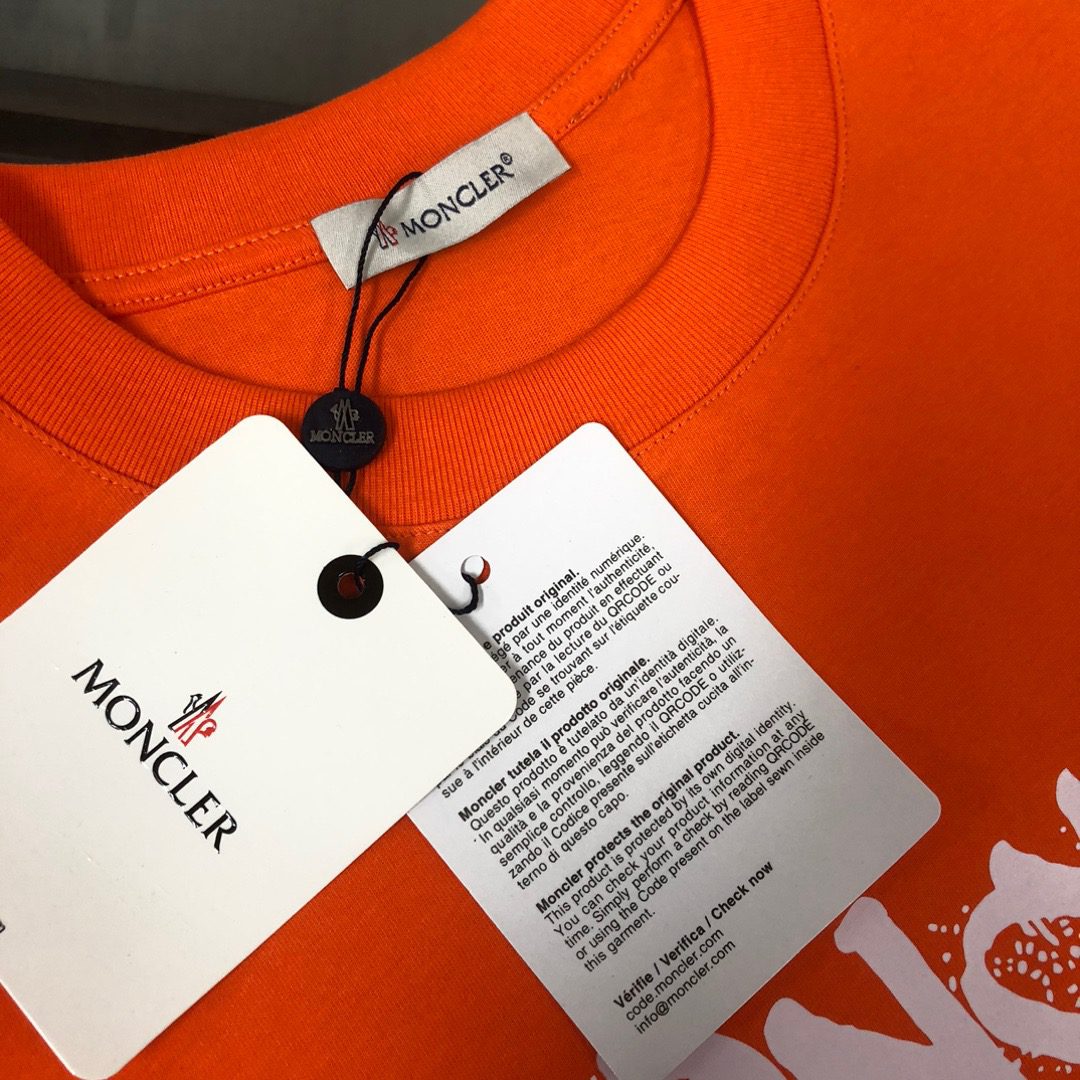 MONCLER®
MONCLER
MONCLER
produit original.
par une identité numérique.
à tout moment l'authenticité,
du produit en effectuant
par la lecture du QRCODE ou
se trouvant sur l'étiquette cou-
sue à l'intérieur de cette pièce.
Moncler tutela il prodotto originale.
Questo prodotto è tutelato da un'identità digitale.
In qualsiasi momento può verificare l'autenticità, la
qualità e la provenienza del prodotto facendo un
semplice controllo, leggendo il QRCODE o utiliz-
zando il Codice presente sull'etichetta cucita all'in-
terno di questo capo.
Moncler protects the original product.
This product is protected by its own digital identity.
You can check your product information at any
time. Simply perform a check by reading QRCODE
or using the Code present on the label sewn inside
this garment.
Vérifie / Verifica / Check now
code.moncler.com
info@moncler.com